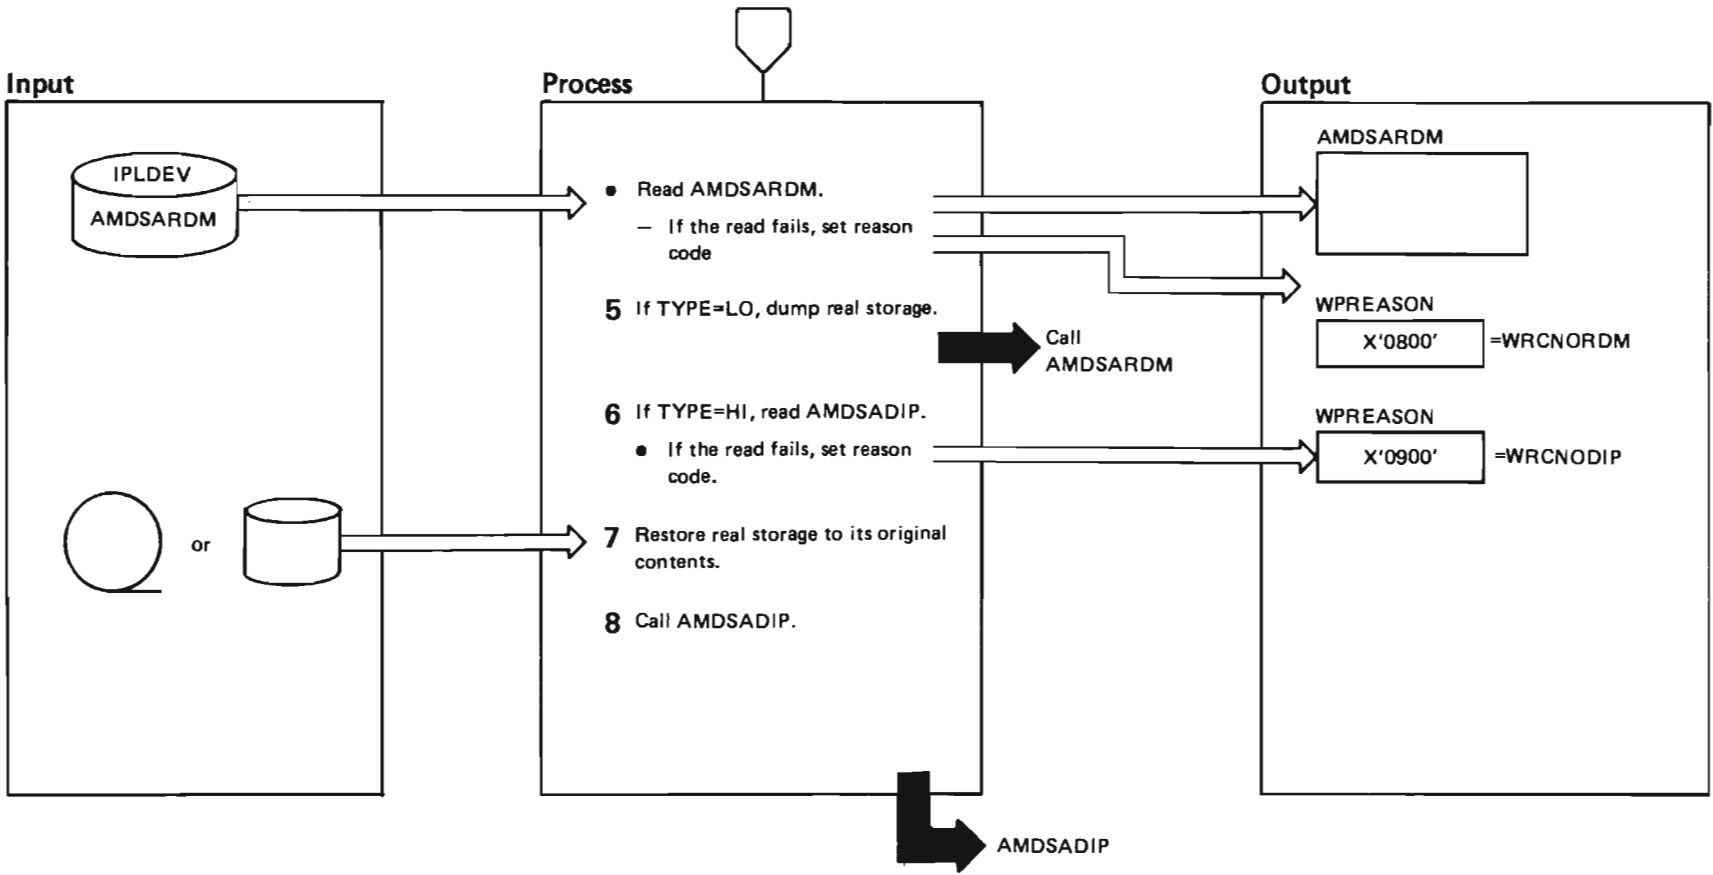 Input
IPLDEV
AMDSARDM
or
Process
• Read AMDSARDM.
— If the read fails, set reason
code
5 If TYPE=LO, dump real storage.
Call
AMDSARDM
6 If TYPE=HI, read AMDSADIP.
• If the read fails, set reason
code.
7 Restore real storage to its original
contents.
8 Call AMDSADIP.
AMDSADIP
Output
AMDSARDM
WPREASON
X'0800' =WRCNORDM
WPREASON
X'0900' =WRCNODIP